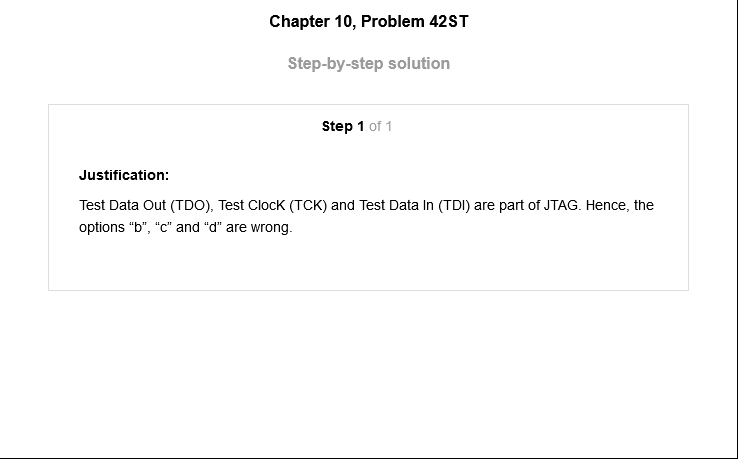 Chapter 10, Problem 42ST
Step-by-step solution
Step 1 of 1
Justification:
Test Data Out (TDO), Test ClocK (TCK) and Test Data In (TDI) are part of JTAG. Hence, the
options “b”, “c” and “d” are wrong.